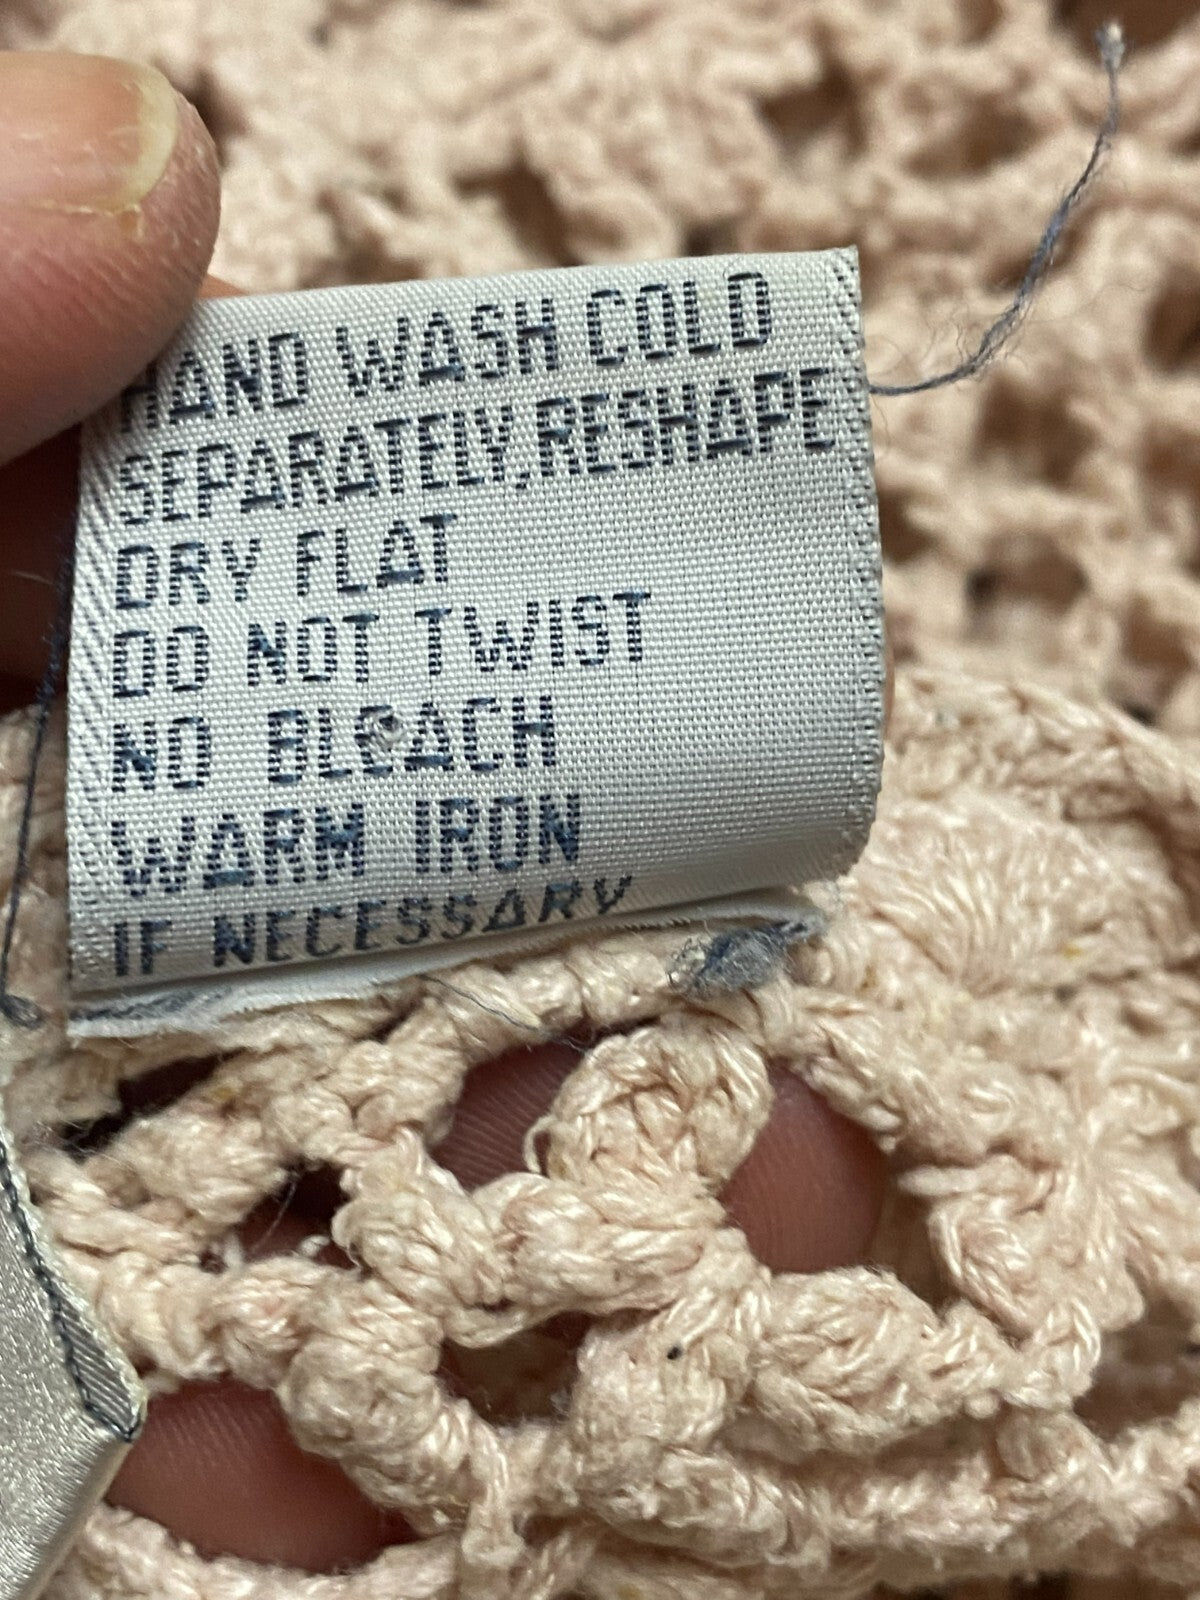 HAND WASH COLD
SEPARATELY,RESHAPE
DRY FLAT
DO NOT TWIST
NO BLEACH
WARM IRON
IF NECESSARY